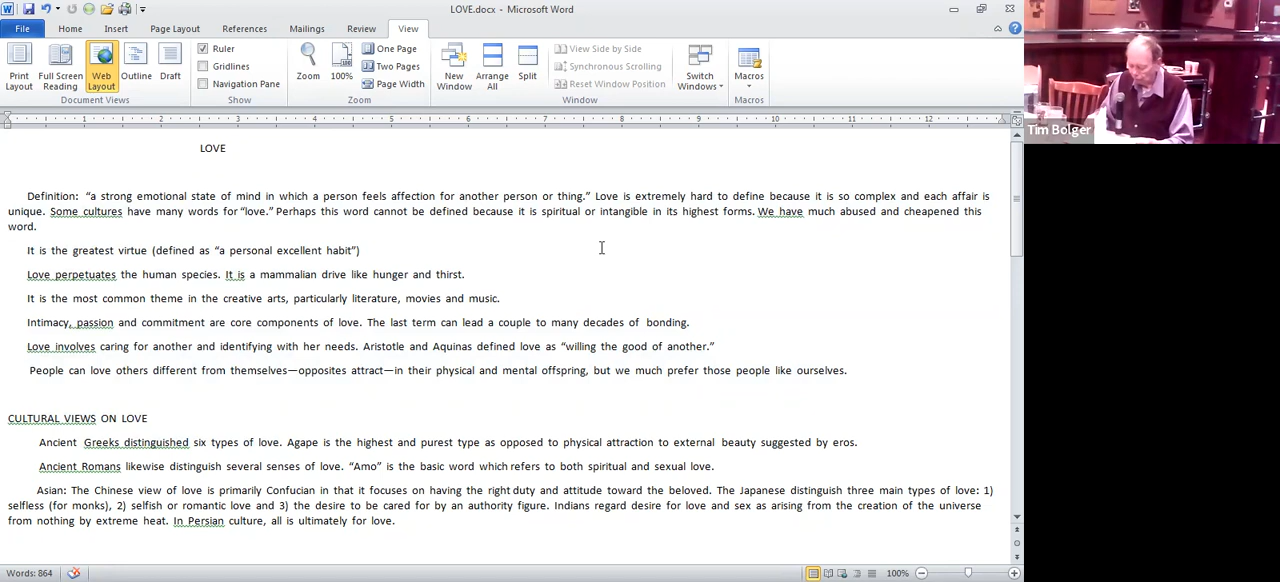 LOVE.docx - Microsoft Word
File Home Insert Page Layout References Mailings Review View
Print Layout
Full Screen Reading
Web Layout
Outline
Draft
Document Views
Ruler
Gridlines
Navigation Pane
Show
Zoom
100%
One Page
Two Pages
Page Width
Zoom
New Window
Arrange All
Split
View Side by Side
Synchronous Scrolling
Reset Window Position
Window
Switch Windows
Macros
Macros
Tim Bolger
1 2 3 4 5 6 7 8 9 10 11 12
LOVE
Definition: “a strong emotional state of mind in which a person feels affection for another person or thing.” Love is extremely hard to define because it is so complex and each affair is
unique. Some cultures have many words for “love.” Perhaps this word cannot be defined because it is spiritual or intangible in its highest forms. We have much abused and cheapened this
word.
It is the greatest virtue (defined as “a personal excellent habit”)
Love perpetuates the human species. It is a mammalian drive like hunger and thirst.
It is the most common theme in the creative arts, particularly literature, movies and music.
Intimacy, passion and commitment are core components of love. The last term can lead a couple to many decades of bonding.
Love involves caring for another and identifying with her needs. Aristotle and Aquinas defined love as “willing the good of another.”
People can love others different from themselves—opposites attract—in their physical and mental offspring, but we much prefer those people like ourselves.
CULTURAL VIEWS ON LOVE
Ancient Greeks distinguished six types of love. Agape is the highest and purest type as opposed to physical attraction to external beauty suggested by eros.
Ancient Romans likewise distinguish several senses of love. “Amo” is the basic word which refers to both spiritual and sexual love.
Asian: The Chinese view of love is primarily Confucian in that it focuses on having the right duty and attitude toward the beloved. The Japanese distinguish three main types of love: 1)
selfless (for monks), 2) selfish or romantic love and 3) the desire to be cared for by an authority figure. Indians regard desire for love and sex as arising from the creation of the universe
from nothing by extreme heat. In Persian culture, all is ultimately for love.
Words: 864
100%